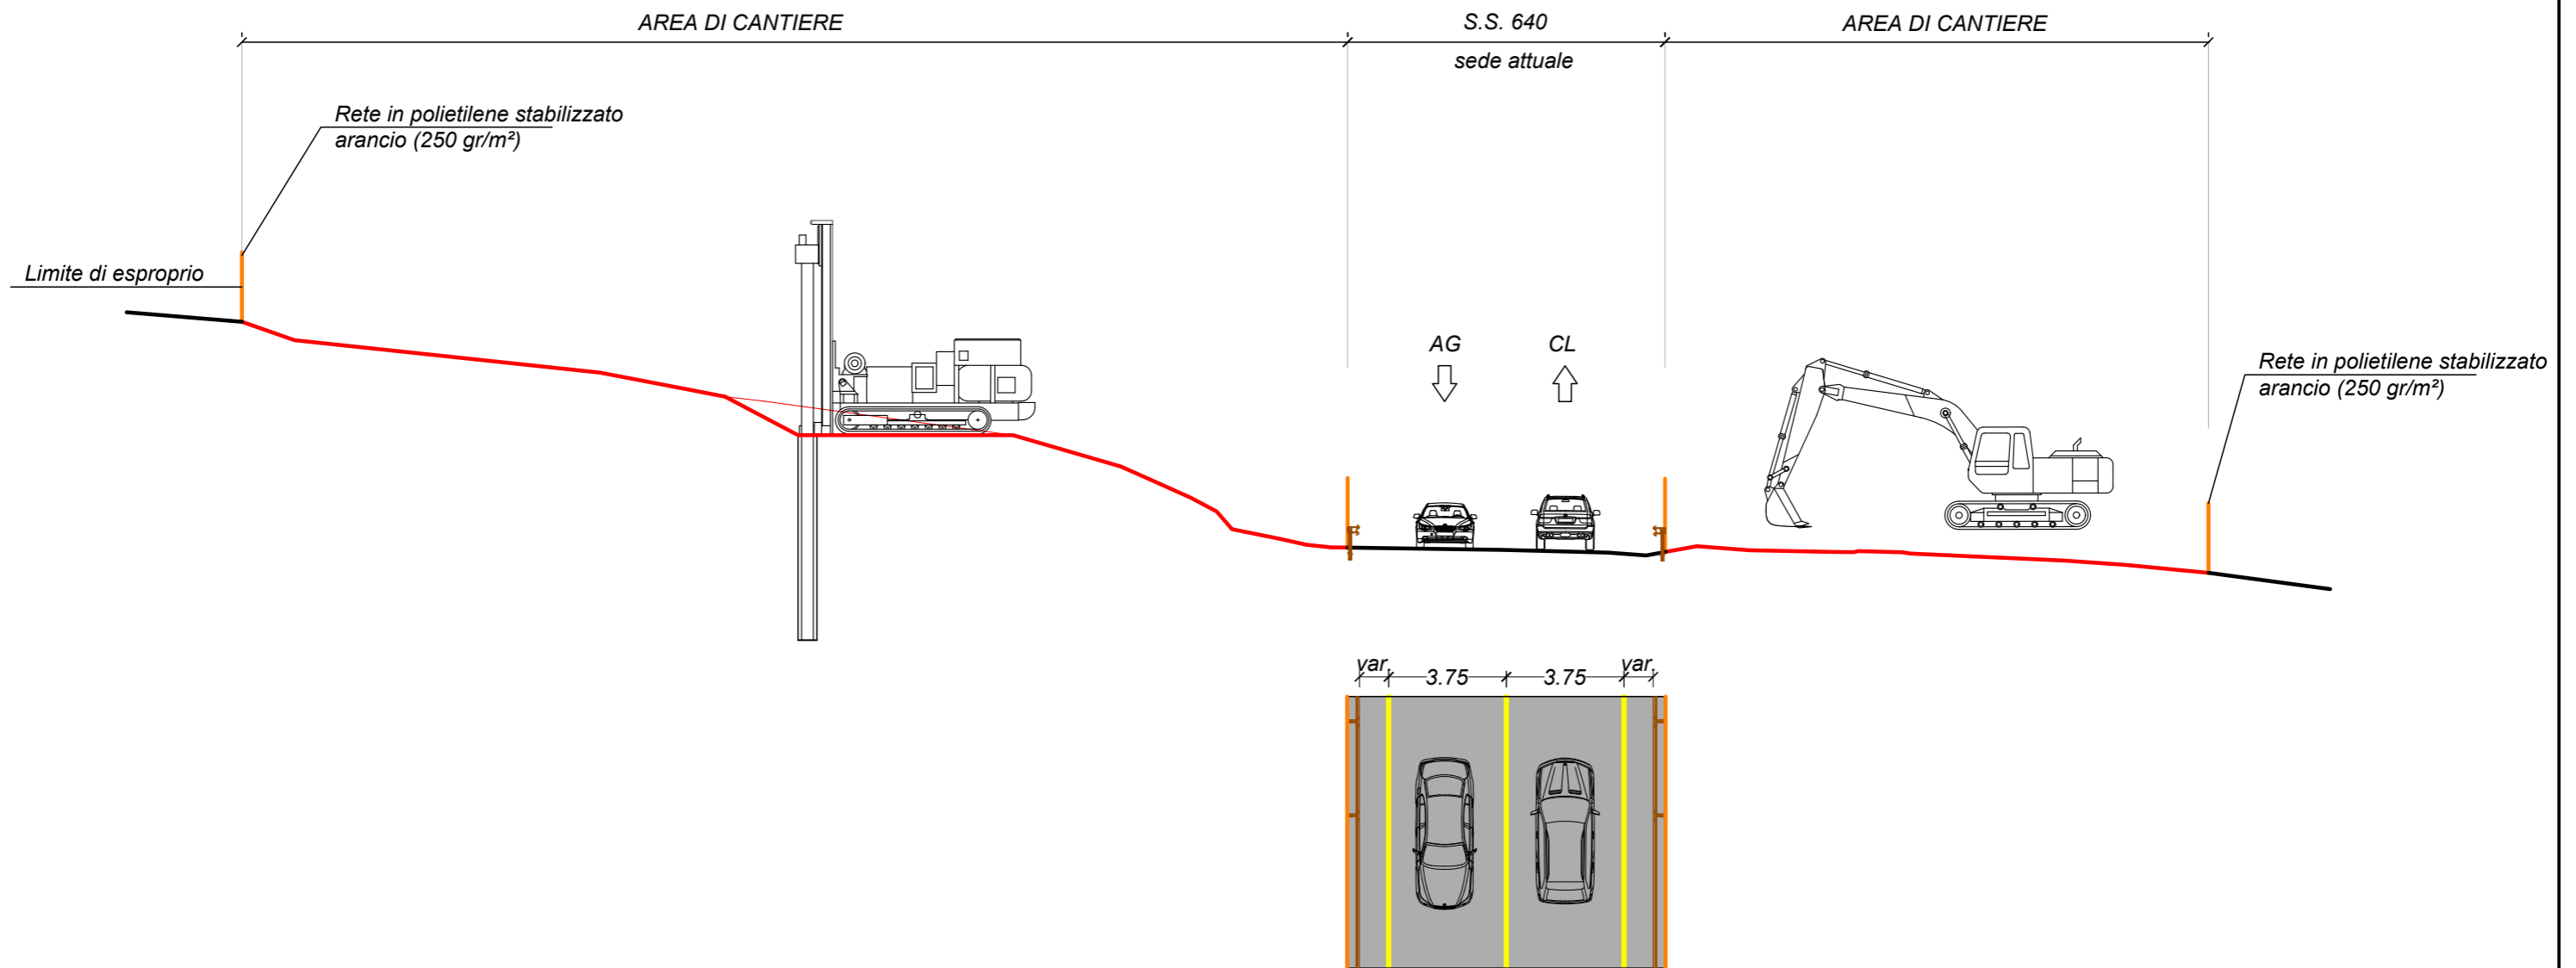 AREA DI CANTIERE
S.S. 640
AREA DI CANTIERE
sede attuale
Rete in polietilene stabilizzato
arancio (250 gr/m²)
Limite di esproprio
AG
CL
Rete in polietilene stabilizzato
arancio (250 gr/m²)
var.
3.75
3.75
var.